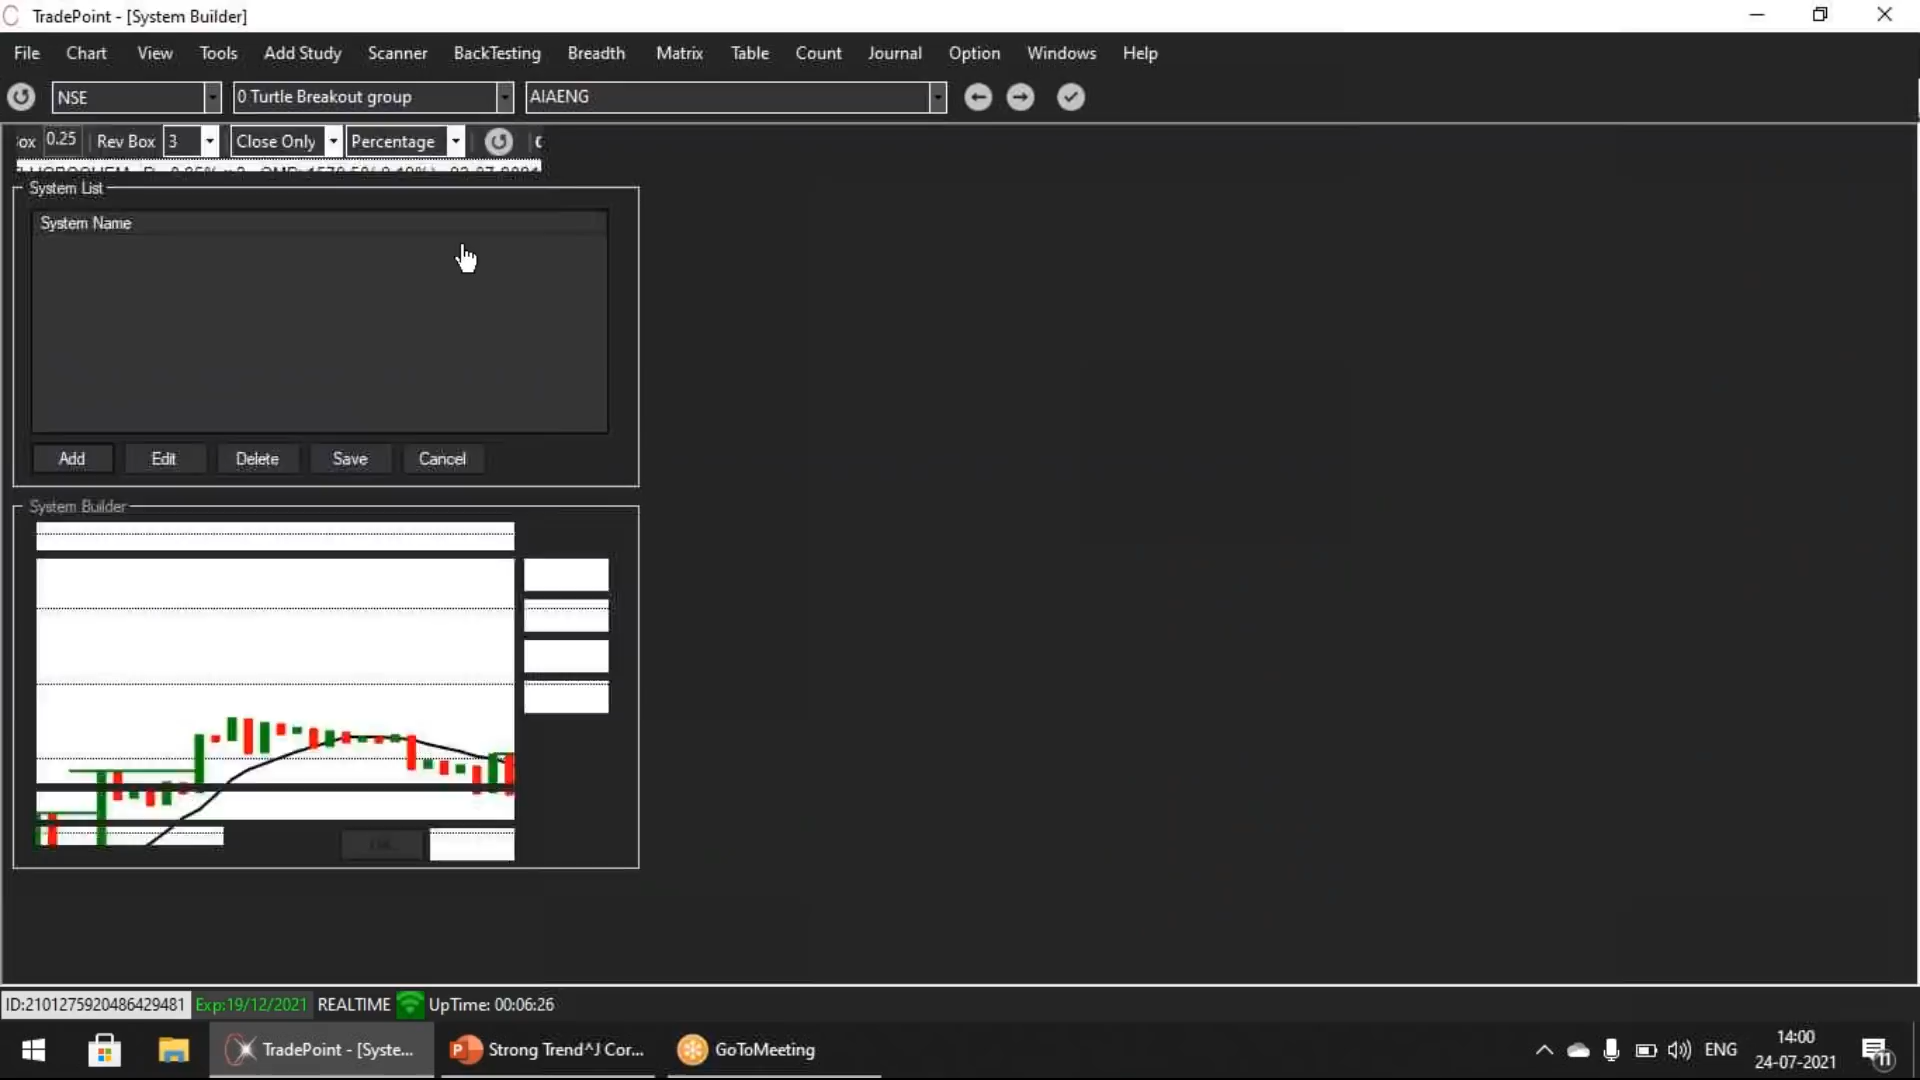 TradePoint - [System Builder]
File Chart View Tools Add Study Scanner BackTesting Breadth Matrix Table Count Journal Option Windows Help
NSE 0 Turtle Breakout group AIAENG
ox 0.25 Rev Box 3 Close Only Percentage
System List
System Name
Add Edit Delete Save Cancel
System Builder
ID:2101275920486429481 Exp:19/12/2021 REALTIME UpTime: 00:06:26
TradePoint - [Syste... Strong Trend^J Cor... GoToMeeting
ENG
14:00
24-07-2021
11